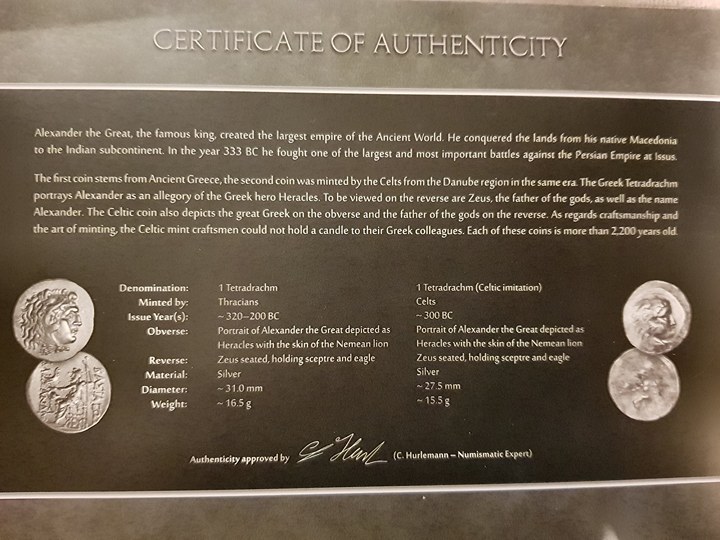 CERTIFICATE OF AUTHENTICITY
Alexander the Great, the famous king, created the largest empire of the Ancient World. He conquered the lands from his native Macedonia
to the Indian subcontinent. In the year 333 BC he fought one of the largest and most important battles against the Persian Empire at Issus.
The first coin stems from Ancient Greece, the second coin was minted by the Celts from the Danube region in the same era. The Greek Tetradrachm
portrays Alexander as an allegory of the Greek hero Heracles. To be viewed on the reverse are Zeus, the father of the gods, as well as the name
Alexander. The Celtic coin also depicts the great Greek on the obverse and the father of the gods on the reverse. As regards craftsmanship and
the art of minting, the Celtic mint craftsmen could not hold a candle to their Greek colleagues. Each of these coins is more than 2,200 years old.
Denomination: 1 Tetradrachm 1 Tetradrachm (Celtic imitation)
Minted by: Thracians Celts
Issue Year(s): ~ 320–200 BC ~ 300 BC
Obverse: Portrait of Alexander the Great depicted as Portrait of Alexander the Great depicted as
Heracles with the skin of the Nemean lion Heracles with the skin of the Nemean lion
Reverse: Zeus seated, holding sceptre and eagle Zeus seated, holding sceptre and eagle
Material: Silver Silver
Diameter: ~ 31.0 mm ~ 27.5 mm
Weight: ~ 16.5 g ~ 15.5 g
Authenticity approved by (C. Hurlemann – Numismatic Expert)